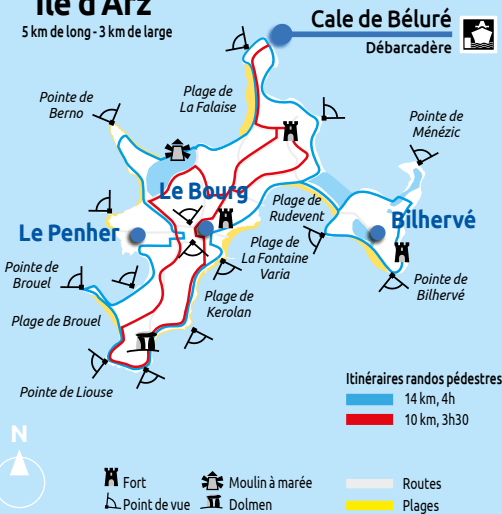 Île d'Arz
5 km de long - 3 km de large
Cale de Béluré
Débarcadère
Plage de
La Falaise
Pointe de
Berno
Pointe de
Ménézic
Le Bourg
Plage de
Rudevent
Bilhervé
Le Penher
Plage de
La Fontaine
Varia
Pointe de
Brouel
Pointe de
Bilhervé
Plage de
Kerolan
Plage de Brouel
Pointe de Liouse
Itinéraires randos pédestres
14 km, 4h
10 km, 3h30
N
Fort
Moulin à marée
Routes
Point de vue
Dolmen
Plages